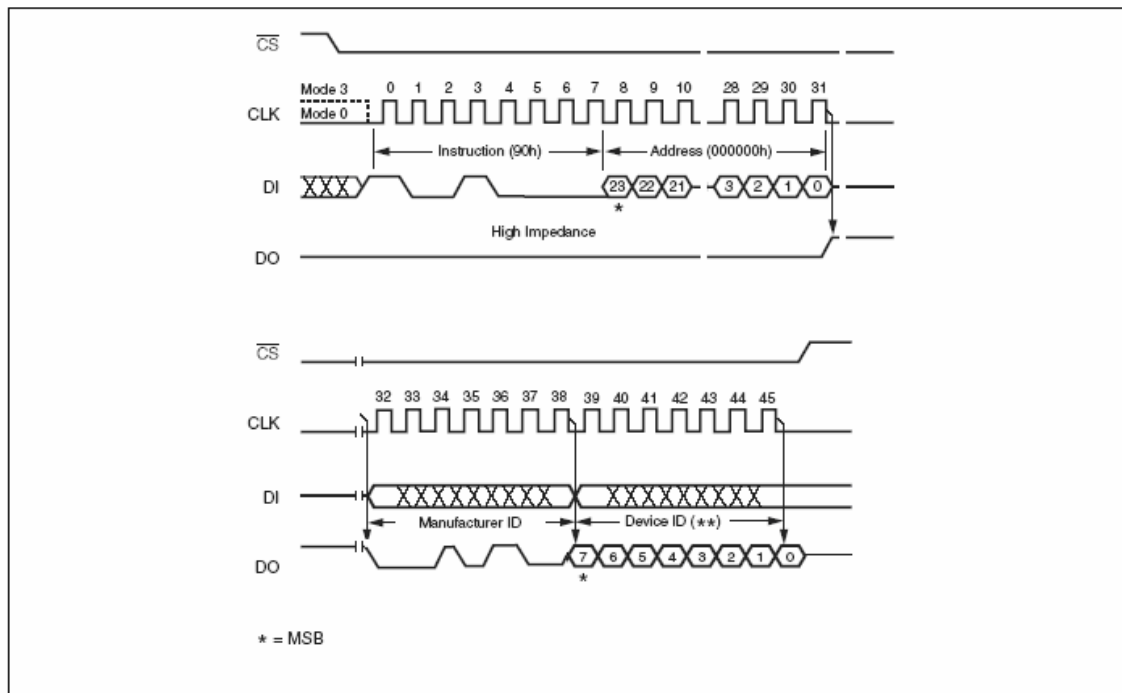 CS
Mode 3
0 1 2 3 4 5 6 7 8 9 10 28 29 30 31
CLK
Mode 0
Instruction (90h)
Address (000000h)
DI
23 22 21 3 2 1 0
*
High Impedance
DO
CS
32 33 34 35 36 37 38 39 40 41 42 43 44 45
CLK
DI
Manufacturer ID
Device ID (**)
DO
7 6 5 4 3 2 1 0
*
* = MSB